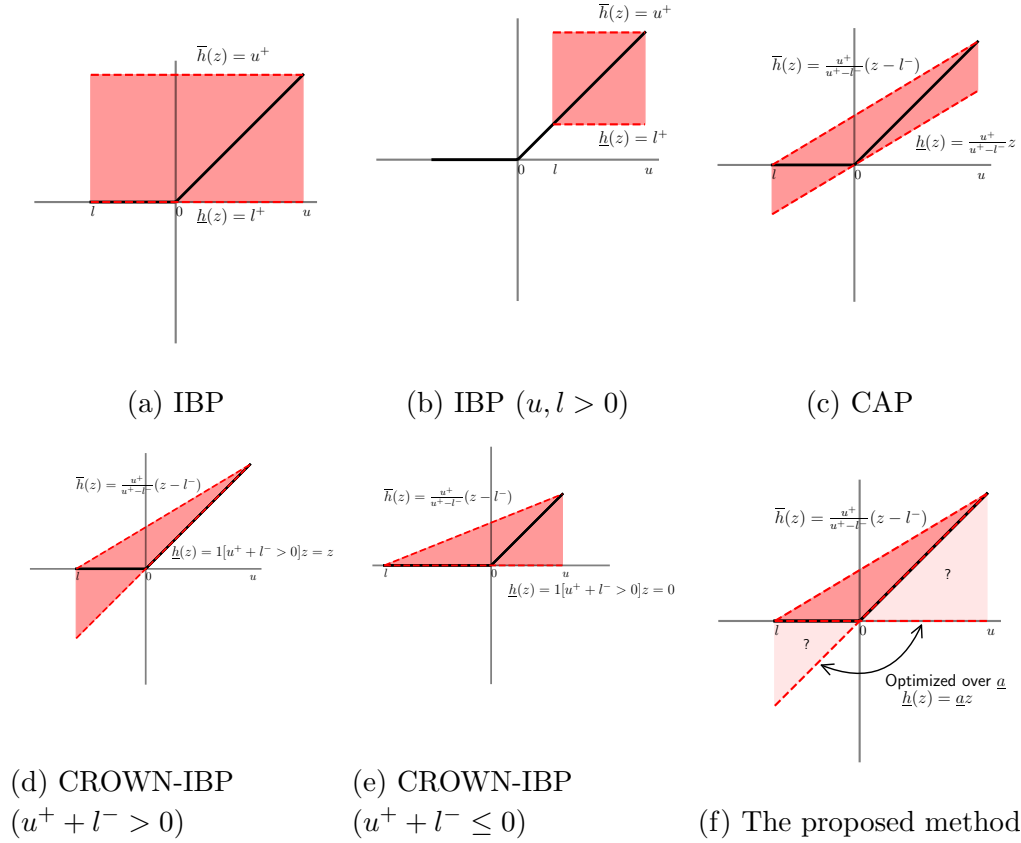 h̅(z) = u⁺
l
0
u
h̲(z) = l⁺
(a) IBP
h̅(z) = u⁺
h̲(z) = l⁺
0
l
u
(b) IBP (u, l > 0)
h̅(z) = u⁺/(u⁺−l⁻) (z − l⁻)
h̲(z) = u⁺/(u⁺−l⁻) z
l
0
u
(c) CAP
h̅(z) = u⁺/(u⁺−l⁻) (z − l⁻)
h̲(z) = 1[u⁺ + l⁻ > 0]z = z
l
0
u
(d) CROWN-IBP
(u⁺ + l⁻ > 0)
h̅(z) = u⁺/(u⁺−l⁻) (z − l⁻)
l
0
u
h̲(z) = 1[u⁺ + l⁻ > 0]z = 0
(e) CROWN-IBP
(u⁺ + l⁻ ≤ 0)
h̅(z) = u⁺/(u⁺−l⁻) (z − l⁻)
?
l
0
u
?
Optimized over a̲
h̲(z) = a̲z
(f) The proposed method